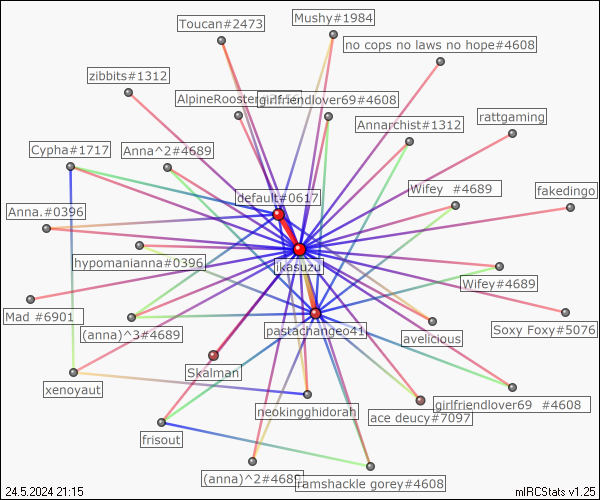 Mushy#1984
Toucan#2473
no cops no laws no hope#4608
zibbits#1312
girlfriendlover69#4608
rattgaming
Annarchist#1312
Cypha#1717
Anna^2#4689
Wifey #4689
fakedingo
default#0617
Anna.#0396
hypomanianna#0396
ikasuzu
Wifey#4689
Mad #6901
(anna)^3#4689
pastachangeo41
avelicious
Soxy Foxy#5076
Skalman
xenoyaut
neokingghidorah
girlfriendlover69 #4608
ace deucy#7097
frisout
(anna)^2#4689
ramshackle gorey#4608
24.5.2024 21:15
mIRCStats v1.25